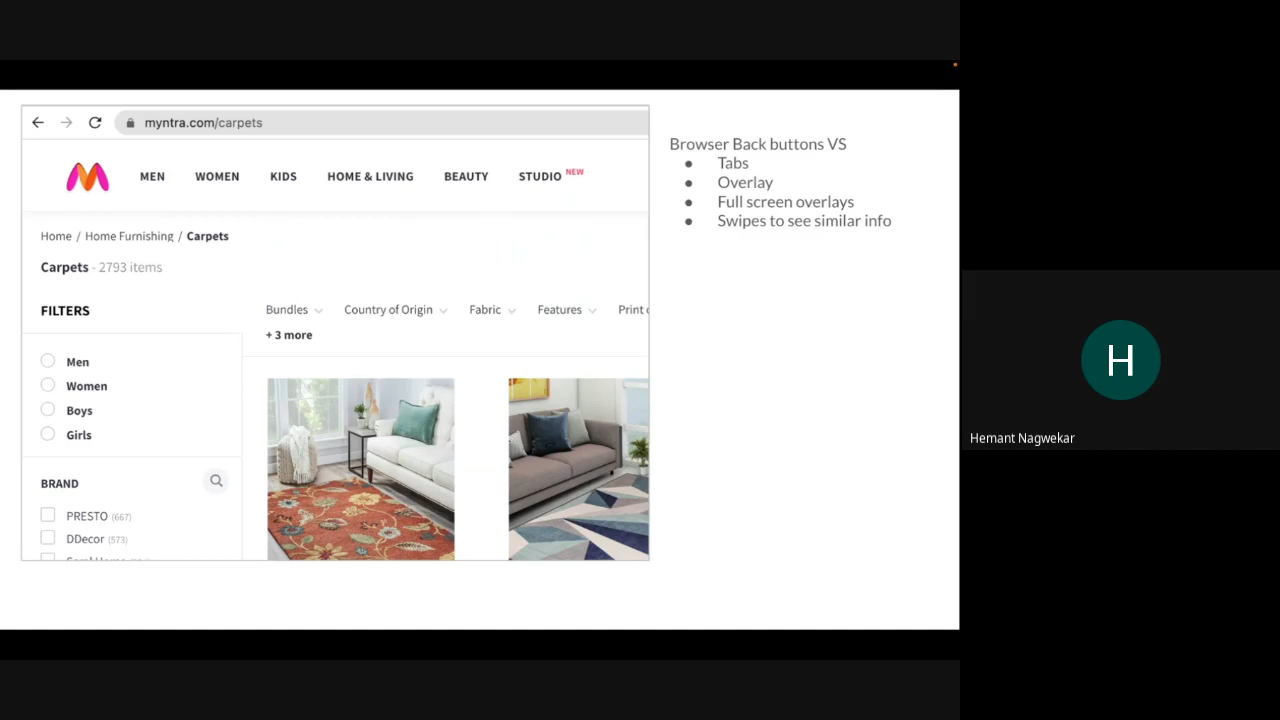 myntra.com/carpets
MEN WOMEN KIDS HOME & LIVING BEAUTY STUDIO NEW
Home / Home Furnishing / Carpets
Carpets - 2793 items
FILTERS
Bundles Country of Origin Fabric Features Print
+ 3 more
Men
Women
Boys
Girls
BRAND
PRESTO (667)
DDecor (573)
Browser Back buttons VS
● Tabs
● Overlay
● Full screen overlays
● Swipes to see similar info
H
Hemant Nagwekar